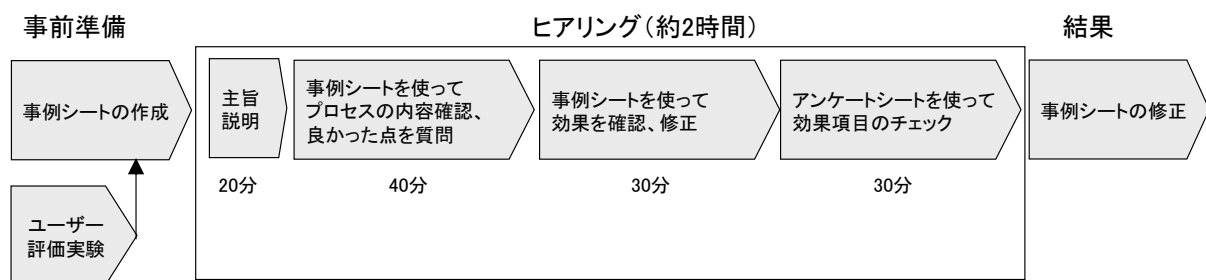 事前準備
ヒアリング（約2時間）
結果
事例シートの作成
主旨
説明
事例シートを使って
プロセスの内容確認、
良かった点を質問
事例シートを使って
効果を確認、修正
アンケートシートを使って
効果項目のチェック
事例シートの修正
20分
40分
30分
30分
ユーザー
評価実験